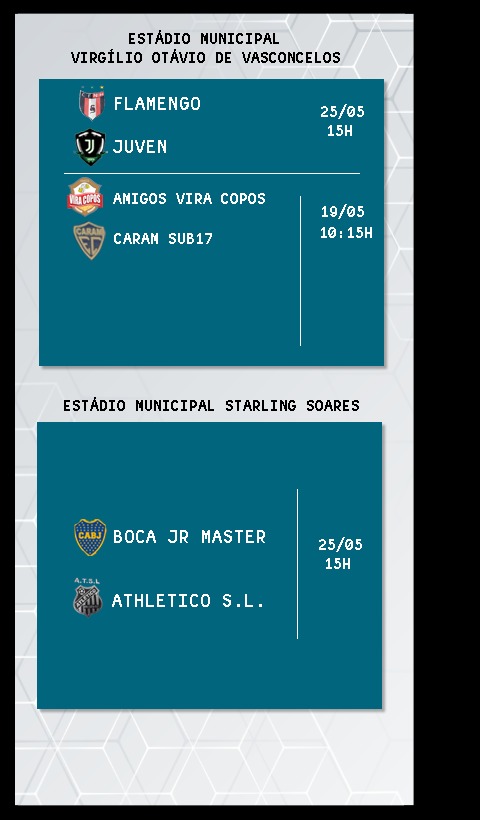 ESTÁDIO MUNICIPAL
VIRGÍLIO OTÁVIO DE VASCONCELOS
FLAMENGO
25/05
15H
JUVEN
AMIGOS VIRA COPOS
VIRA COPOS
19/05
10:15H
CARAM
CARAM SUB17
ESTÁDIO MUNICIPAL STARLING SOARES
CABJ
BOCA JR MASTER
25/05
15H
A.T.S.L
ATHLETICO S.L.